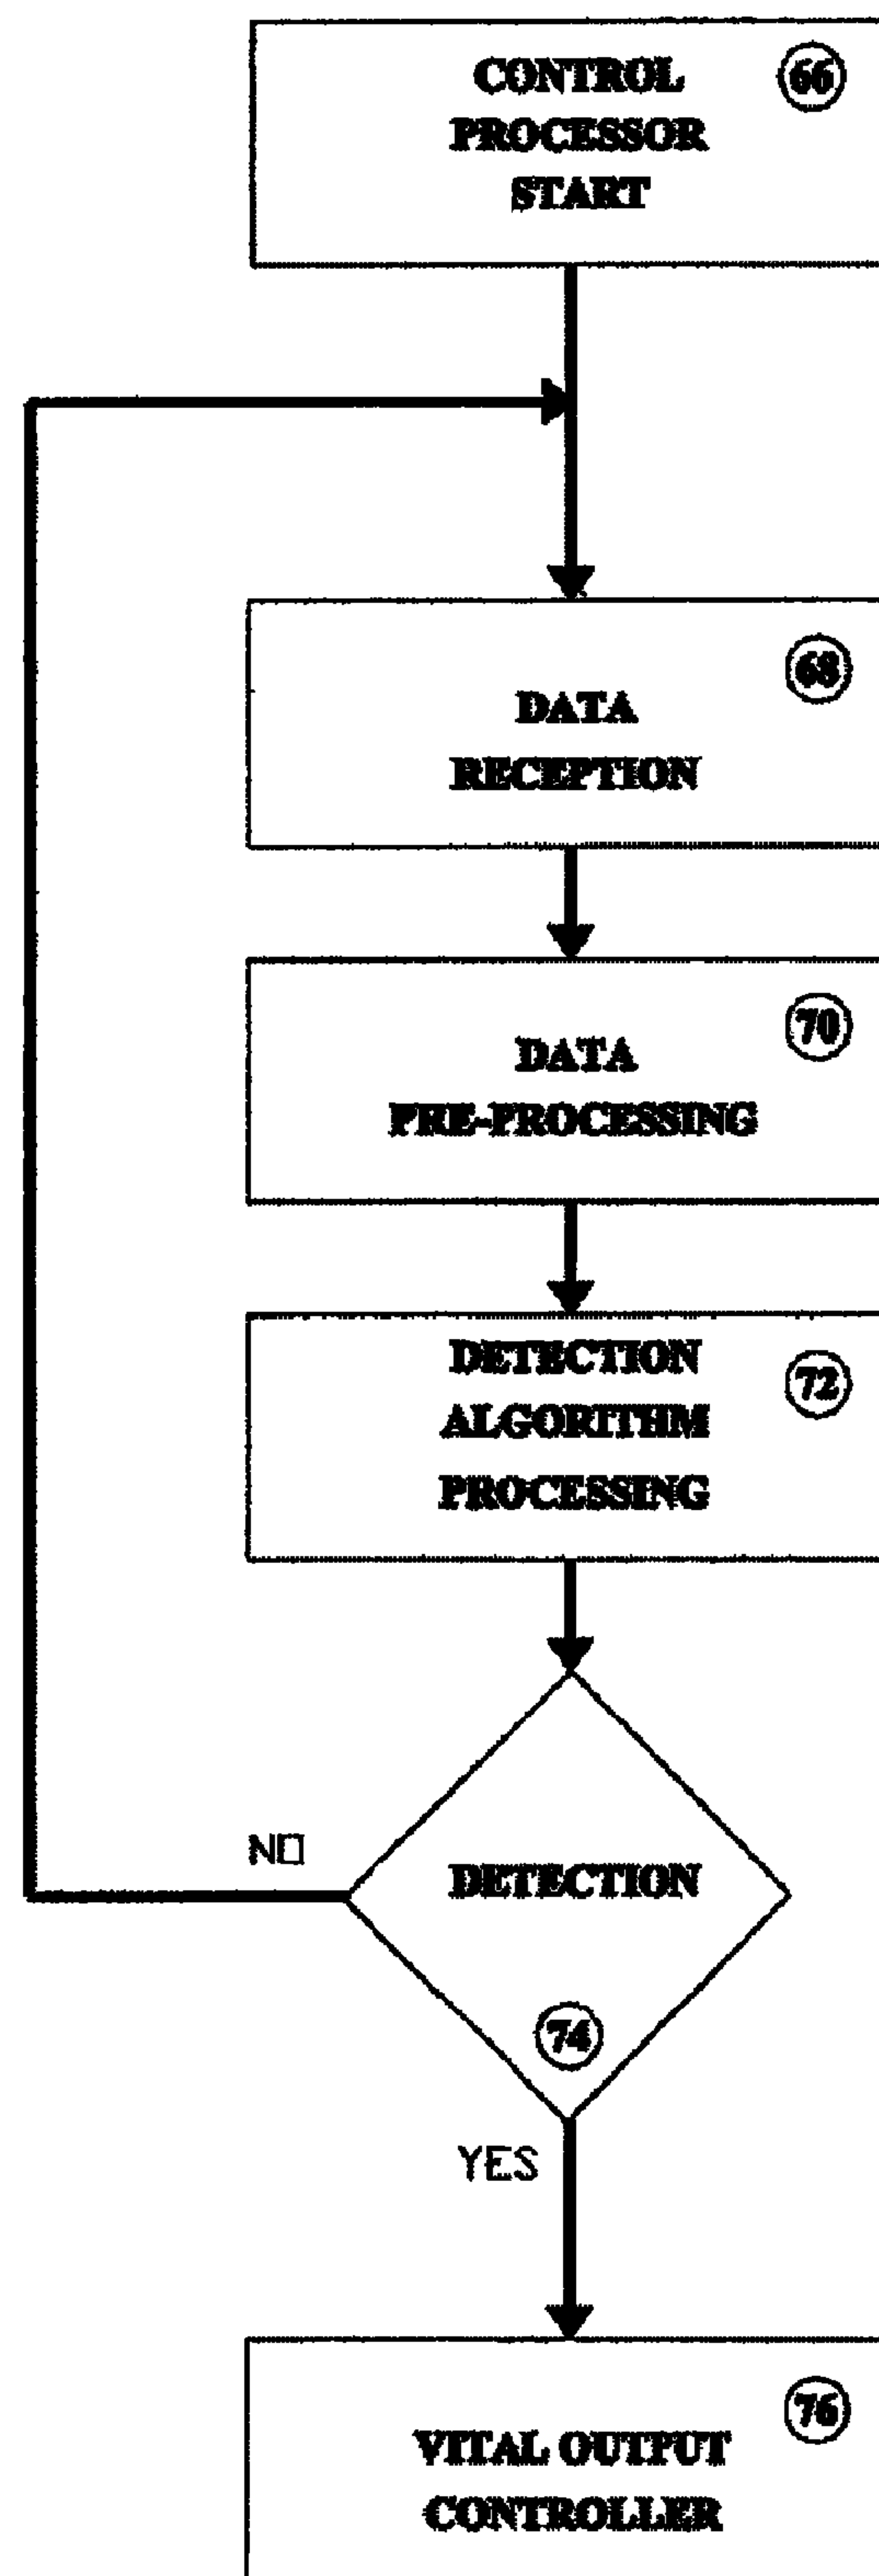 CONTROL
PROCESSOR
START
66
DATA
RECEPTION
68
DATA
PRE-PROCESSING
70
DETECTION
ALGORITHM
PROCESSING
72
NO
DETECTION
74
YES
VITAL OUTPUT
CONTROLLER
76